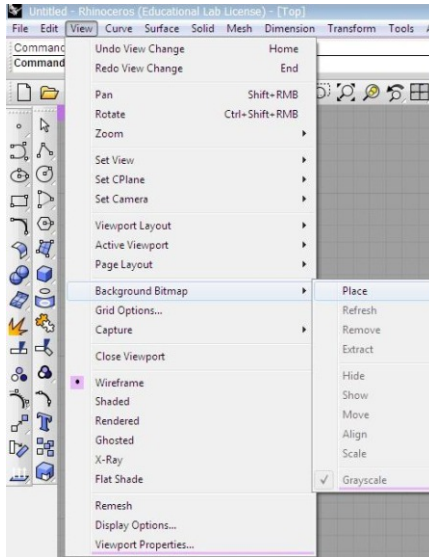 Untitled - Rhinoceros (Educational Lab License) - [Top]
File Edit View Curve Surface Solid Mesh Dimension Transform Tools
Command
Command
Undo View Change Home
Redo View Change End
Pan Shift+RMB
Rotate Ctrl+Shift+RMB
Zoom
Set View
Set CPlane
Set Camera
Viewport Layout
Active Viewport
Page Layout
Background Bitmap
Place
Grid Options...
Refresh
Capture
Remove
Extract
Close Viewport
Hide
Wireframe
Show
Shaded
Move
Rendered
Align
Ghosted
Scale
X-Ray
Flat Shade
Grayscale
Remesh
Display Options...
Viewport Properties...